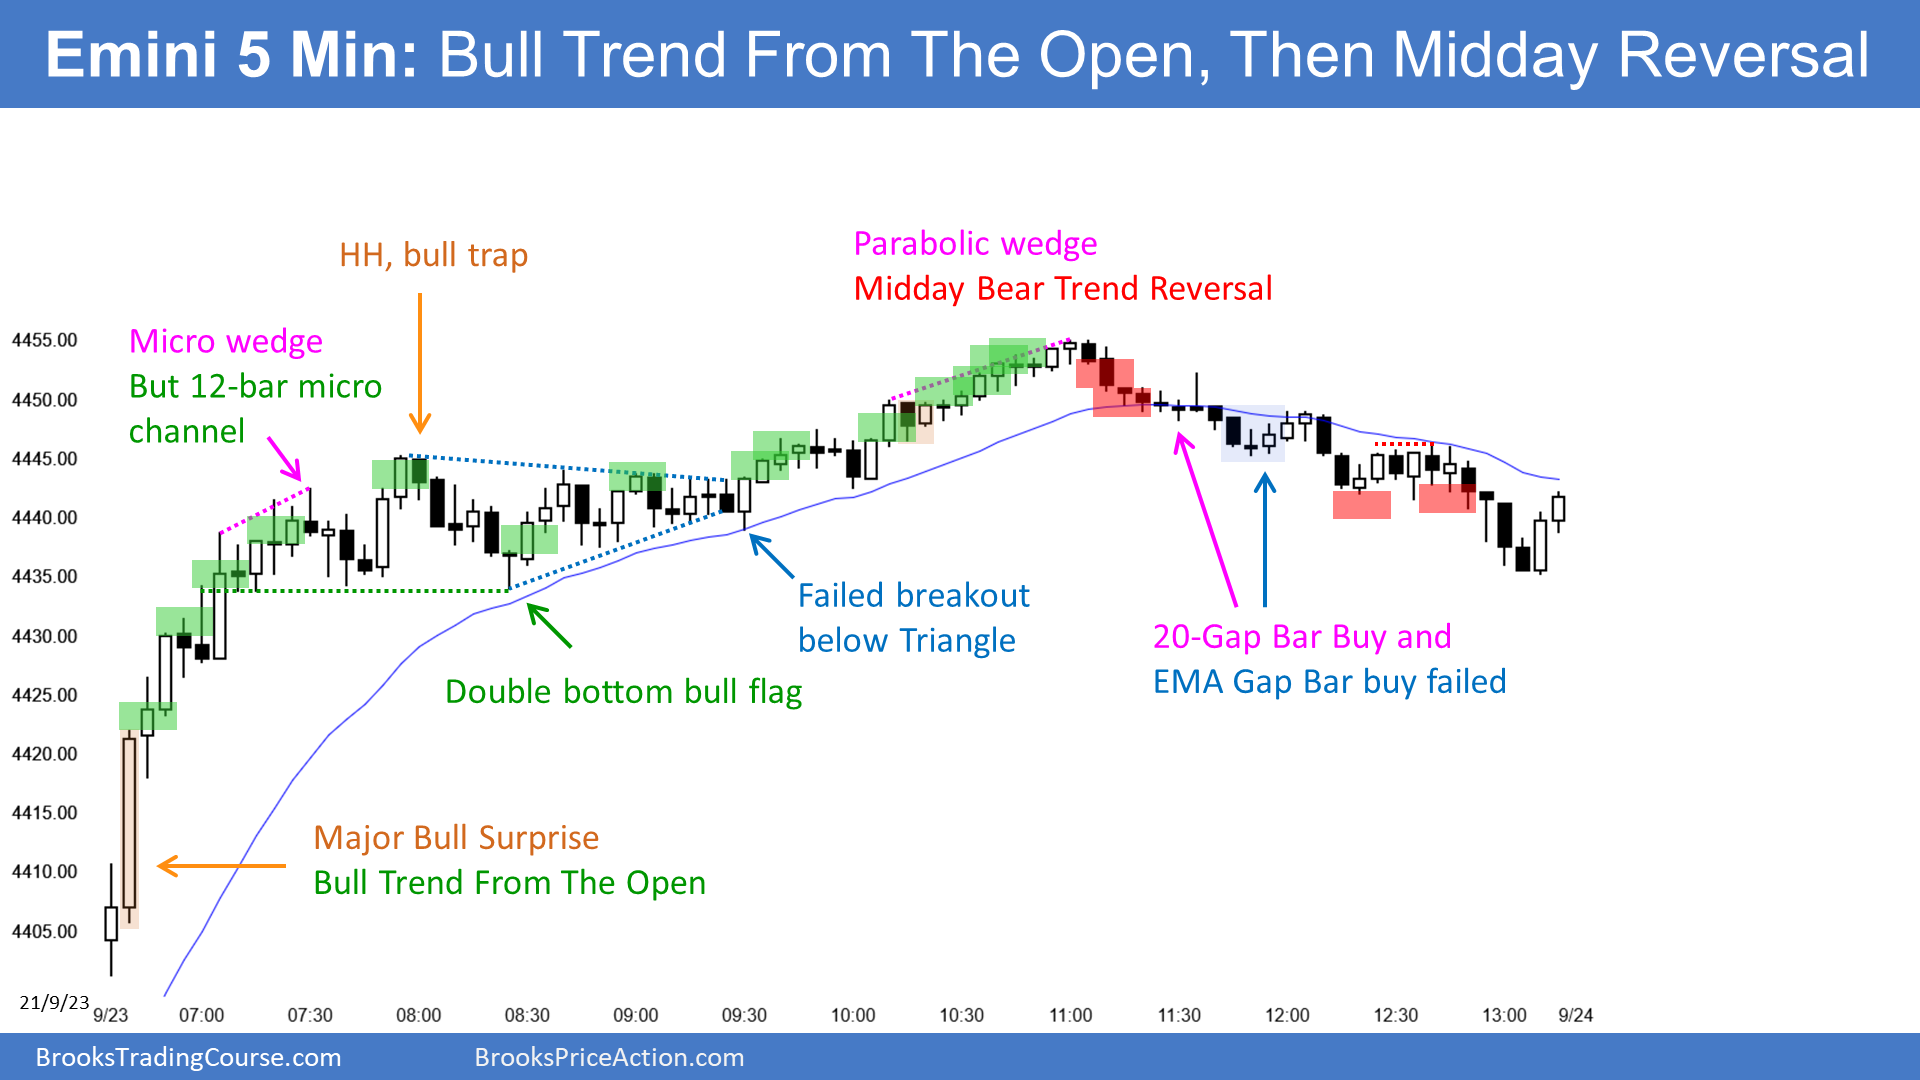 Emini 5 Min: Bull Trend From The Open, Then Midday Reversal
HH, bull trap
Parabolic wedge
Midday Bear Trend Reversal
Micro wedge
But 12-bar micro
channel
4455.00
4450.00
4445.00
4440.00
4435.00
4430.00
4425.00
4420.00
4415.00
4410.00
4405.00
Failed breakout
below Triangle
20-Gap Bar Buy and
EMA Gap Bar buy failed
Double bottom bull flag
Major Bull Surprise
Bull Trend From The Open
21/9/23
9/23 07:00 07:30 08:00 08:30 09:00 09:30 10:00 10:30 11:00 11:30 12:00 12:30 13:00 9/24
BrooksTradingCourse.com BrooksPriceAction.com